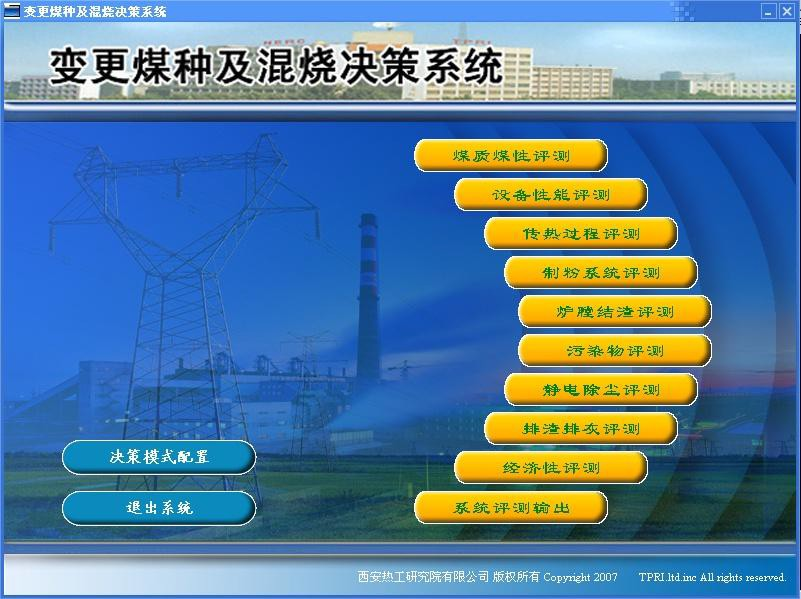 变更煤种及混烧决策系统
NERC TPRI
变更煤种及混烧决策系统
煤质煤性评测
设备性能评测
传热过程评测
制粉系统评测
炉膛结渣评测
污染物评测
静电除尘评测
排渣排灰评测
经济性评测
系统评测输出
决策模式配置
退出系统
西安热工研究院有限公司 版权所有 Copyright 2007 TPRI.ltd.inc All rights reserved.